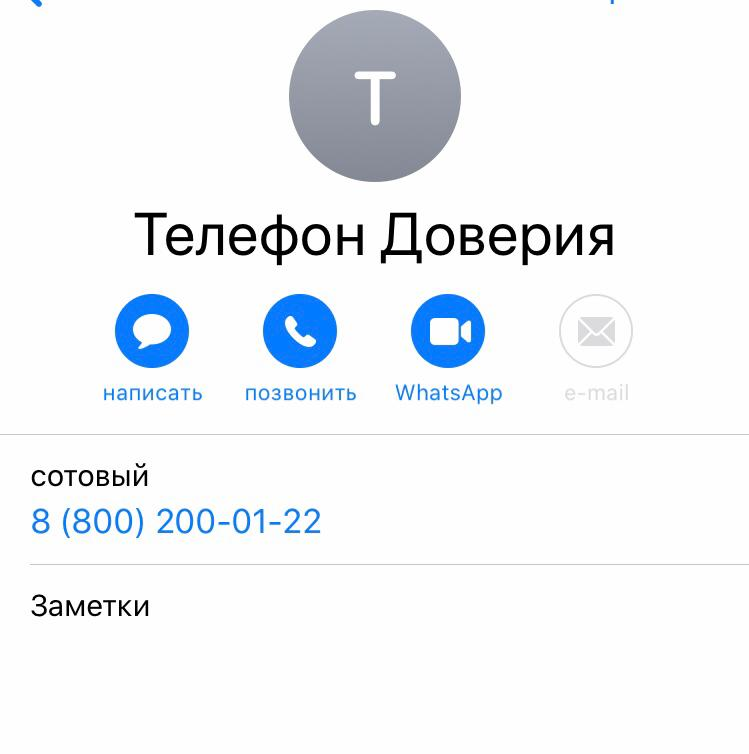 Т
Телефон Доверия
написать позвонить WhatsApp e-mail
сотовый
8 (800) 200-01-22
Заметки